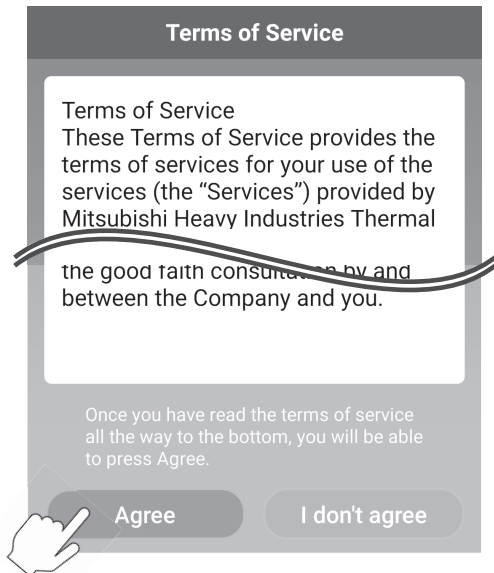 Terms of Service
Terms of Service
These Terms of Service provides the
terms of services for your use of the
services (the “Services”) provided by
Mitsubishi Heavy Industries Thermal
the good faith consultation by and
between the Company and you.
Once you have read the terms of service
all the way to the bottom, you will be able
to press Agree.
Agree
I don't agree